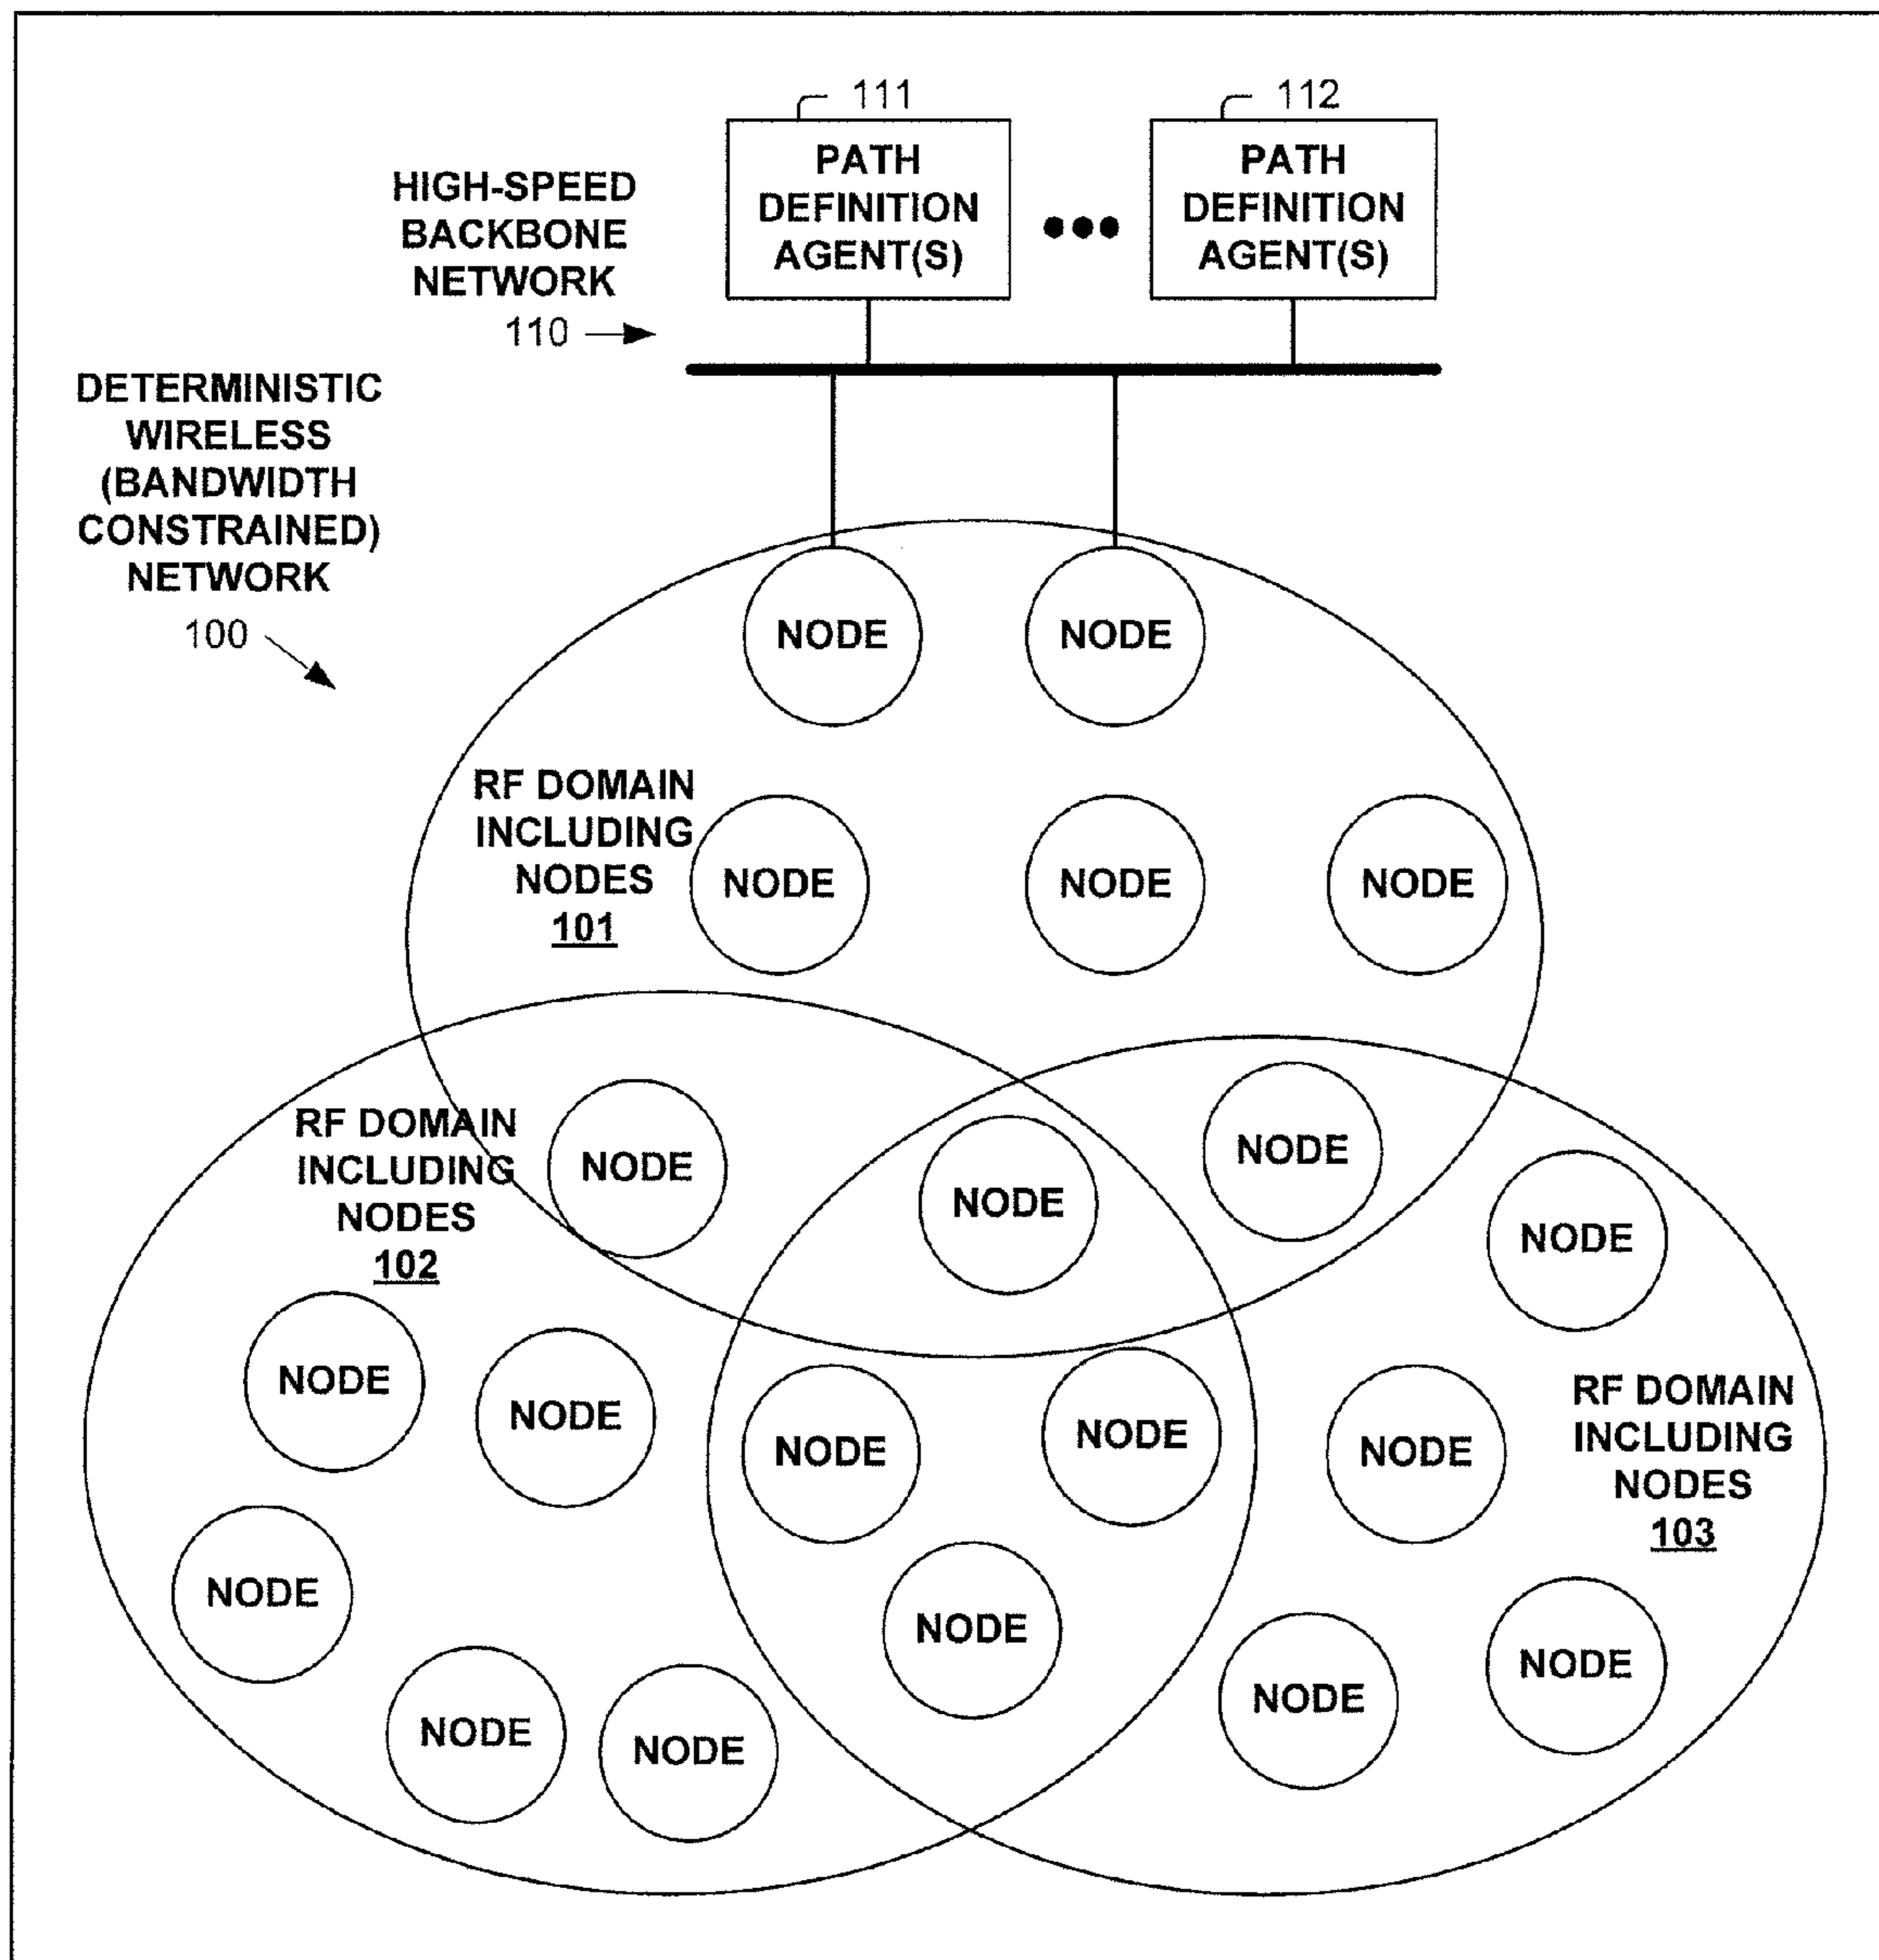 111
112
PATH
DEFINITION
AGENT(S)
PATH
DEFINITION
AGENT(S)
HIGH-SPEED
BACKBONE
NETWORK
110
DETERMINISTIC
WIRELESS
(BANDWIDTH
CONSTRAINED)
NETWORK
100
NODE
NODE
RF DOMAIN
INCLUDING
NODES
101
NODE
NODE
NODE
RF DOMAIN
INCLUDING
NODES
102
NODE
NODE
NODE
NODE
NODE
NODE
NODE
NODE
NODE
RF DOMAIN
INCLUDING
NODES
103
NODE
NODE
NODE
NODE
NODE
NODE
NODE